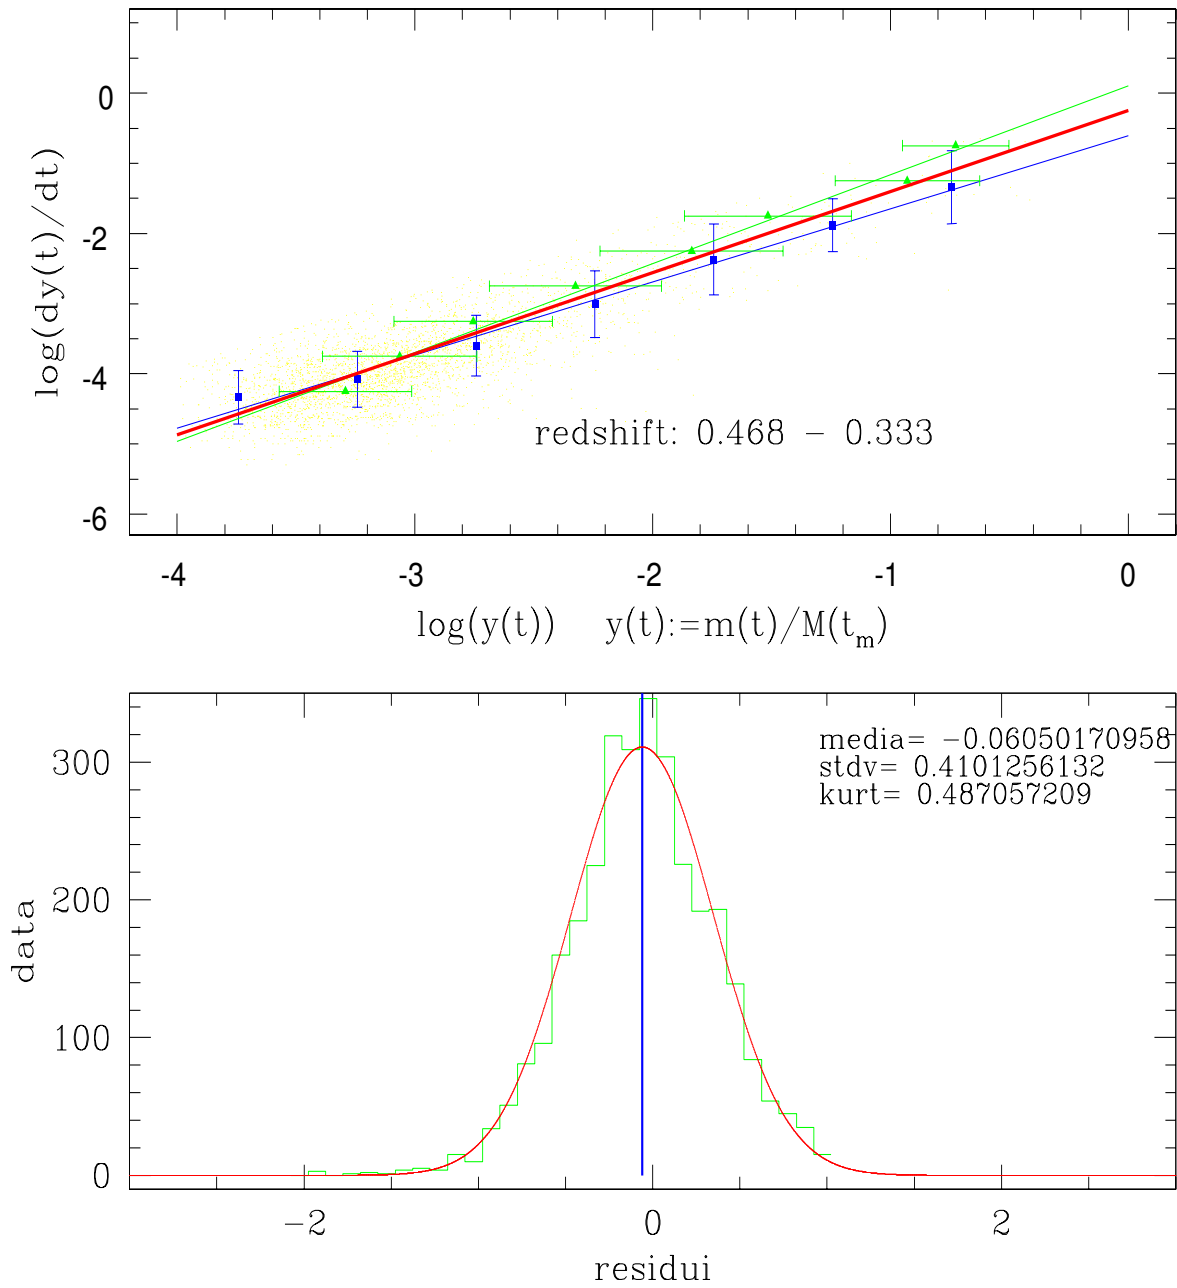 0
-2
-4
-6
log(dy(t)/dt)
redshift: 0.468 − 0.333
-4 -3 -2 -1 0
log(y(t)) y(t):=m(t)/M(t_m)
media= −0.06050170958
stdv= 0.4101256132
kurt= 0.487057209
300
200
100
0
data
−2 0 2
residui